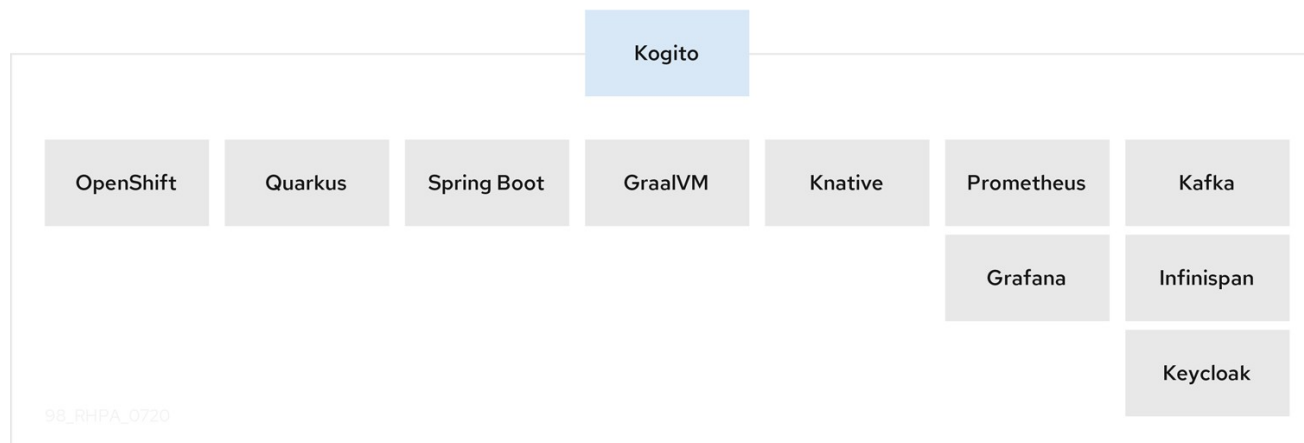 Kogito
OpenShift
Quarkus
Spring Boot
GraalVM
Knative
Prometheus
Kafka
Grafana
Infinispan
Keycloak
98_RHPA_0720